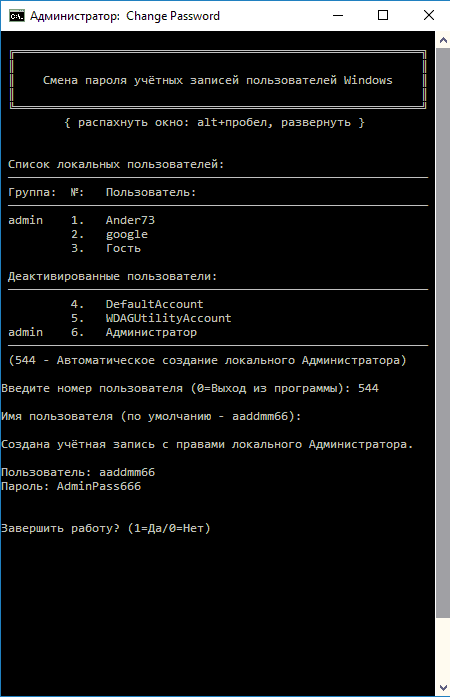 Администратор: Change Password
Смена пароля учётных записей пользователей Windows
{ распахнуть окно: alt+пробел, развернуть }
Список локальных пользователей:
Группа: №: Пользователь:
admin 1. Ander73
2. google
3. Гость
Деактивированные пользователи:
4. DefaultAccount
5. WDAGUtilityAccount
admin 6. Администратор
(544 - Автоматическое создание локального Администратора)
Введите номер пользователя (0=Выход из программы): 544
Имя пользователя (по умолчанию - aaddmm66):
Создана учётная запись с правами локального Администратора.
Пользователь: aaddmm66
Пароль: AdminPass666
Завершить работу? (1=Да/0=Нет)